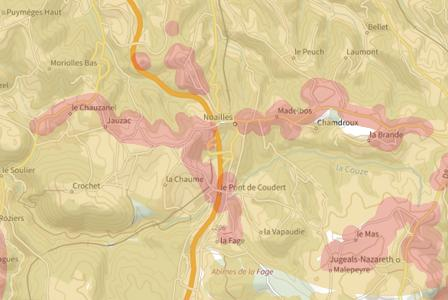 Puymèges Haut
Bellet
le Peuch
Laumont
Moriolles Bas
le Chauzanel
Jauzac
Noailles
Madelbos
Chamdroux
la Brande
le Soulier
la Couze
Crochet
la Chaume
le Pont de Coudert
la Vapaudie
la Fage
le Mas
Jugeals-Nazareth
Abîmes de la Fage
Malepeyre